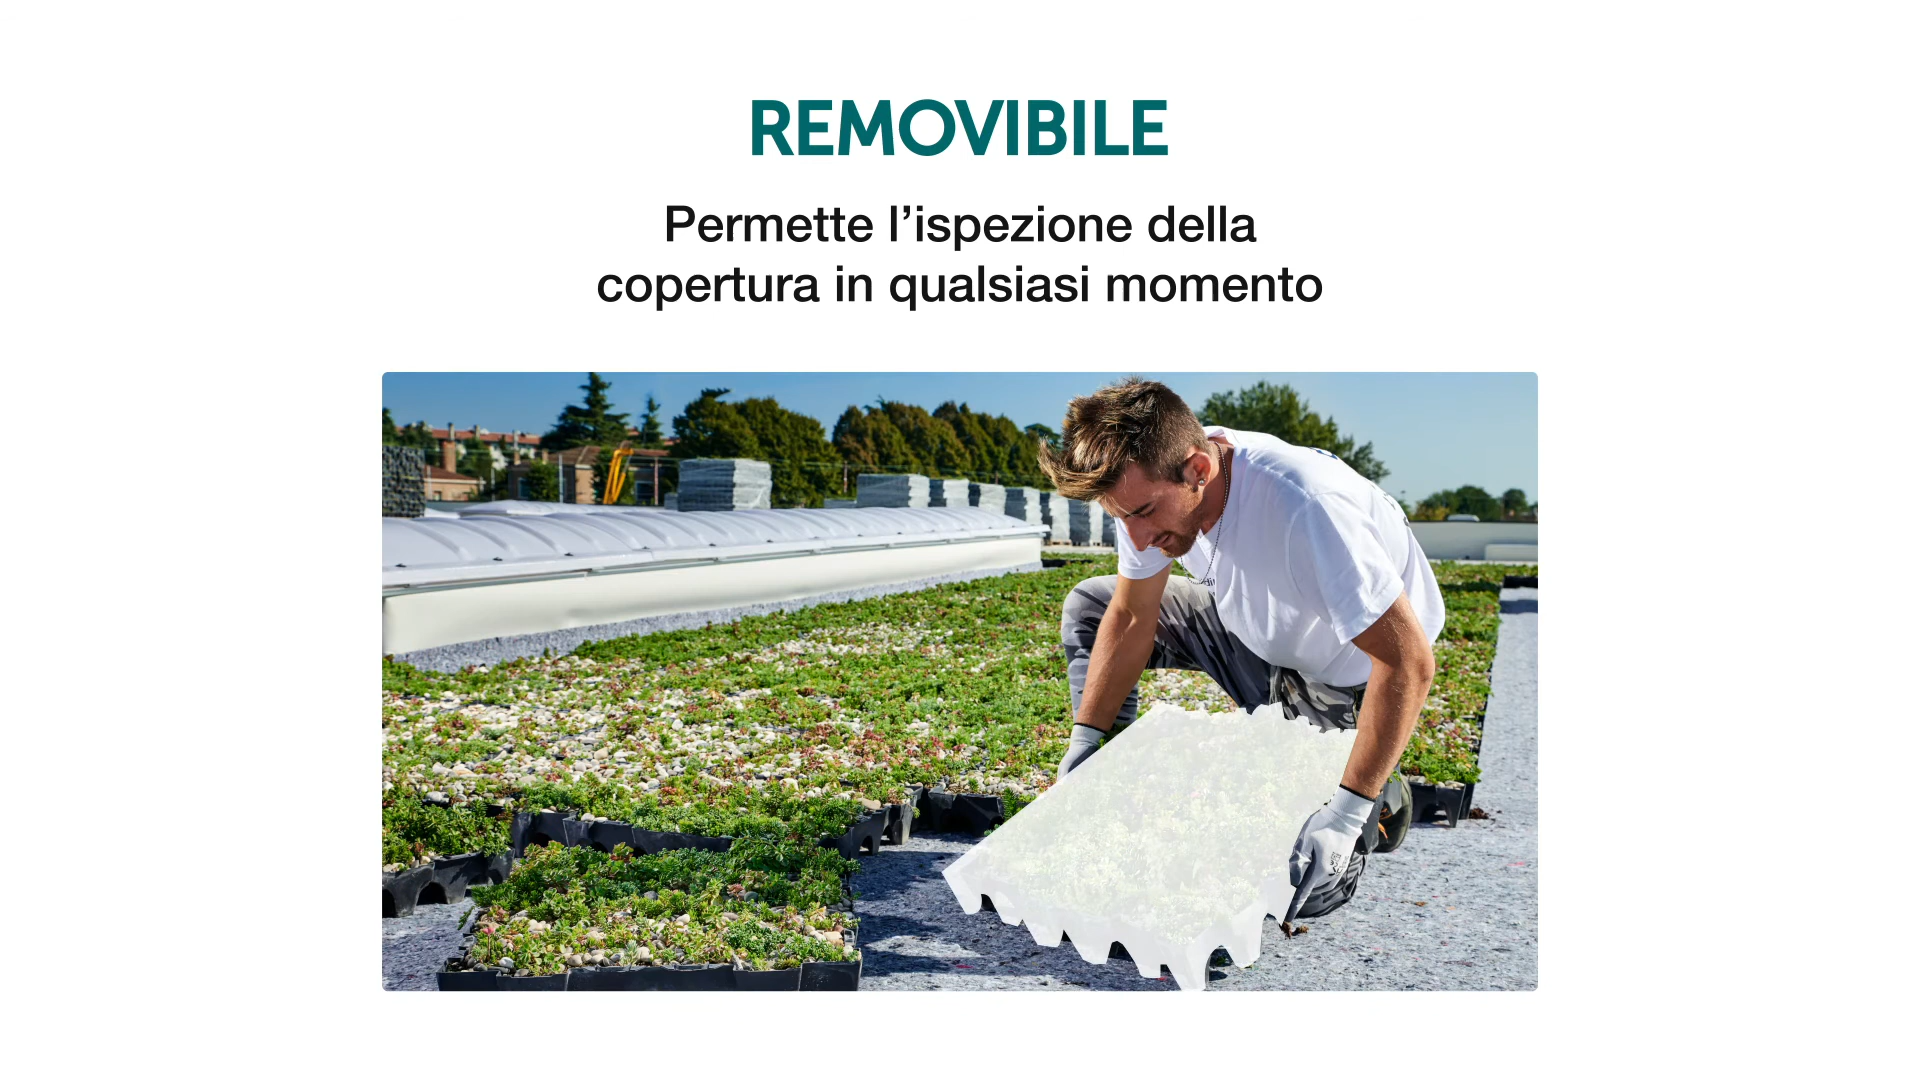 REMOVIBILE
Permette l’ispezione della
copertura in qualsiasi momento